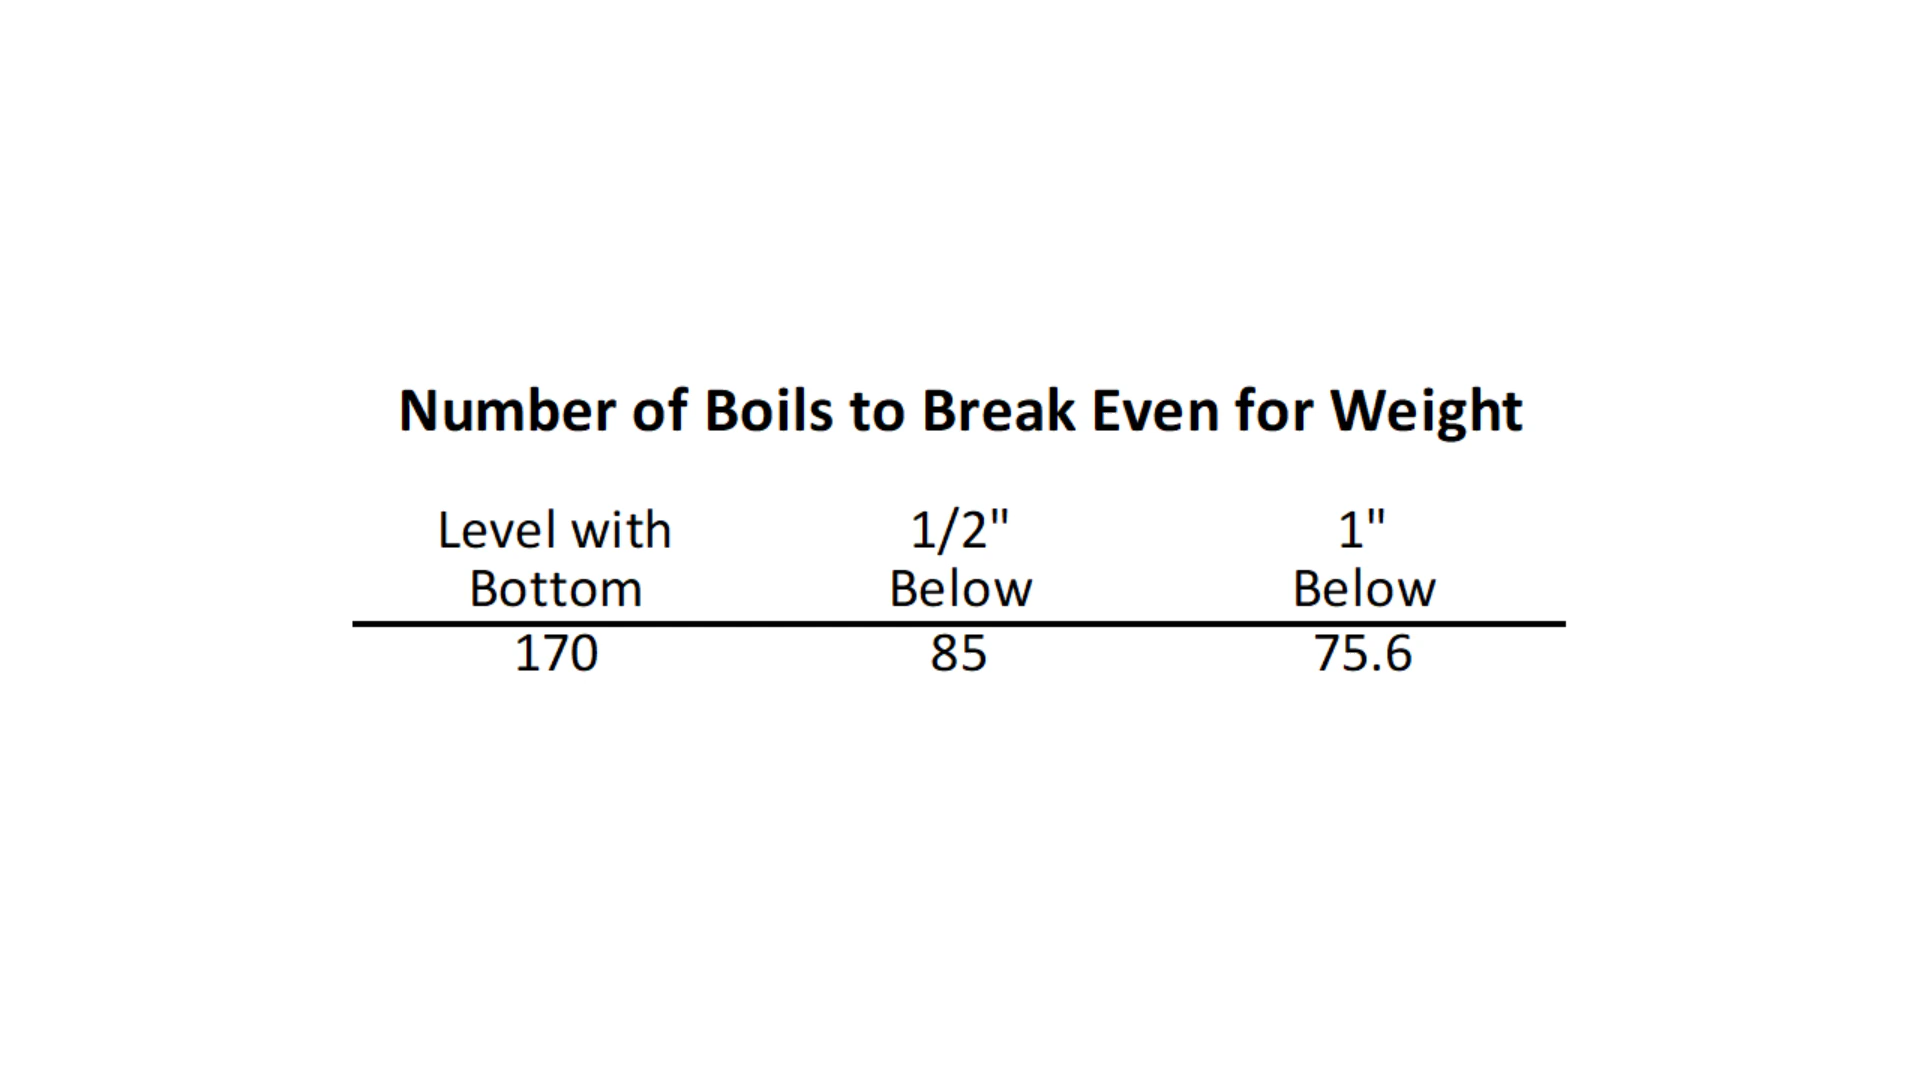 Number of Boils to Break Even for Weight
Level with Bottom
1/2" Below
1" Below
170
85
75.6